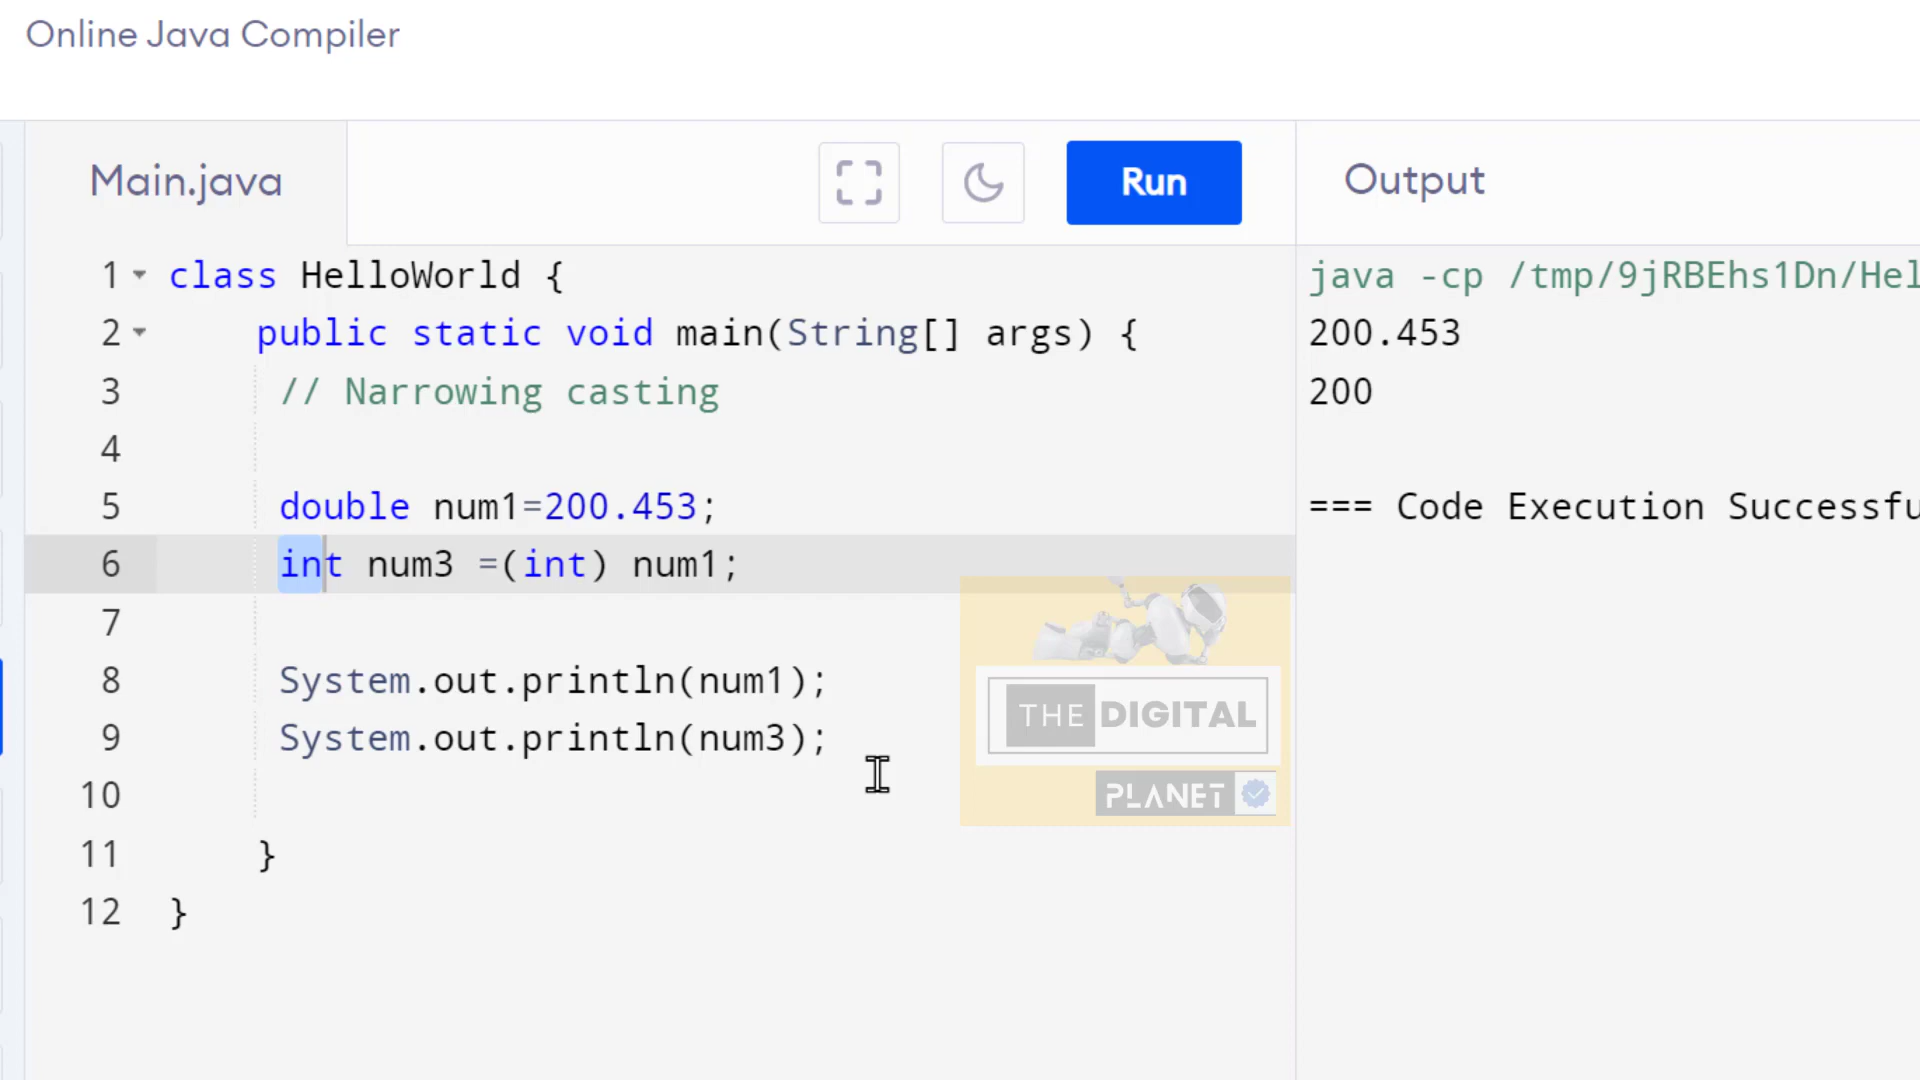 Online Java Compiler
Main.java
Run
Output
1 class HelloWorld {
2 public static void main(String[] args) {
3 // Narrowing casting
4
5 double num1=200.453;
6 int num3 =(int) num1;
7
8 System.out.println(num1);
9 System.out.println(num3);
10
11 }
12 }
java -cp /tmp/9jRBEhs1Dn/Hel
200.453
200
=== Code Execution Successfu
THE DIGITAL
PLANET